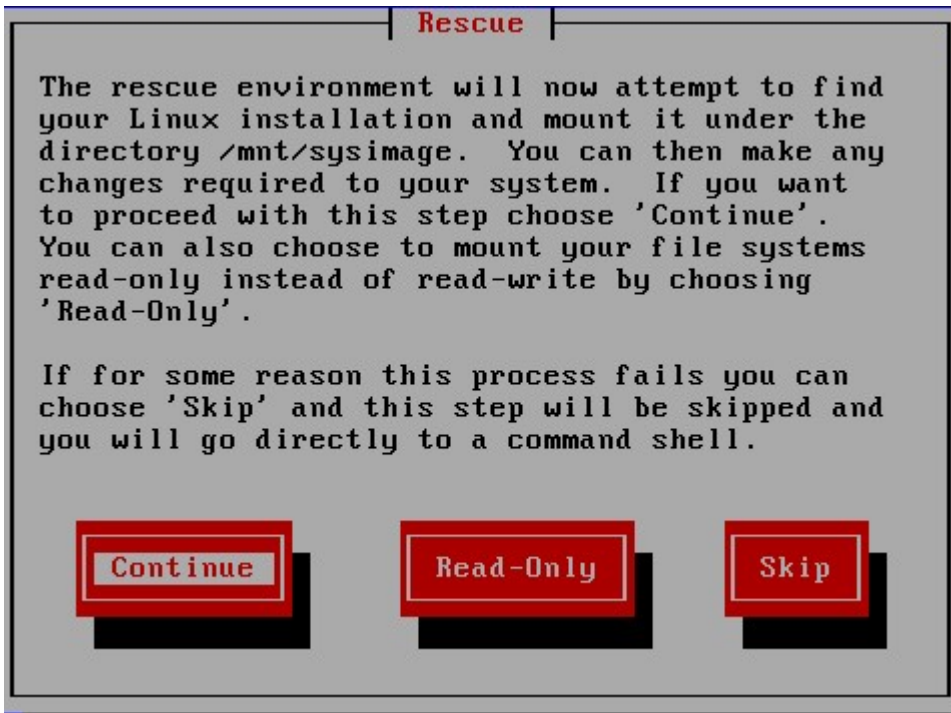 Rescue
The rescue environment will now attempt to find
your Linux installation and mount it under the
directory /mnt/sysimage.  You can then make any
changes required to your system.  If you want
to proceed with this step choose 'Continue'.
You can also choose to mount your file systems
read-only instead of read-write by choosing
'Read-Only'.
If for some reason this process fails you can
choose 'Skip' and this step will be skipped and
you will go directly to a command shell.
Continue Read-Only Skip